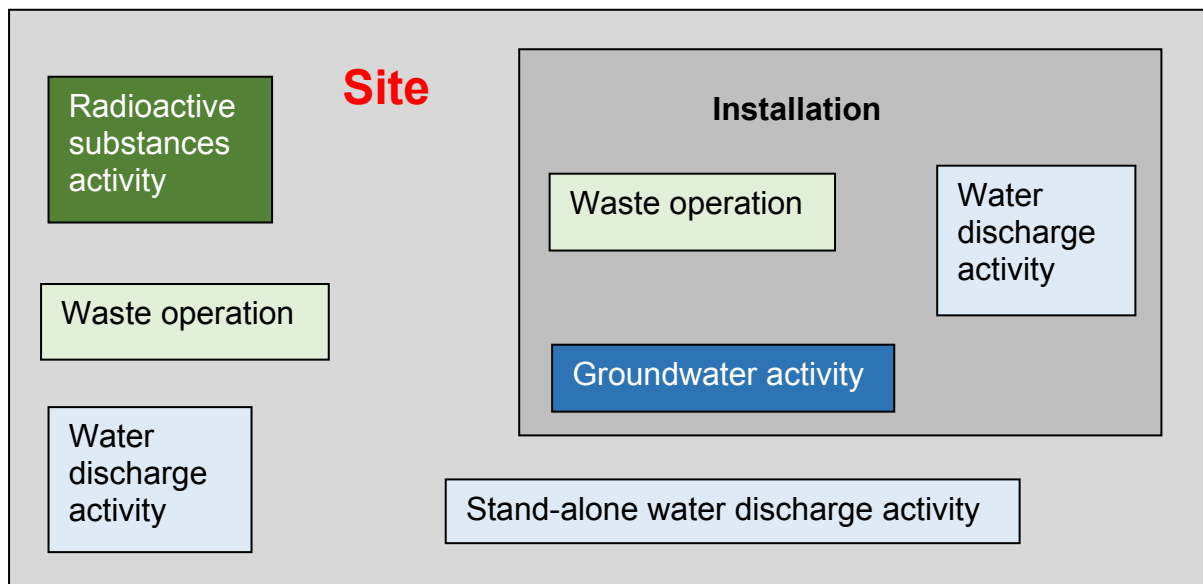 Site
Radioactive
substances
activity
Waste operation
Water
discharge
activity
Installation
Waste operation
Water
discharge
activity
Groundwater activity
Stand-alone water discharge activity